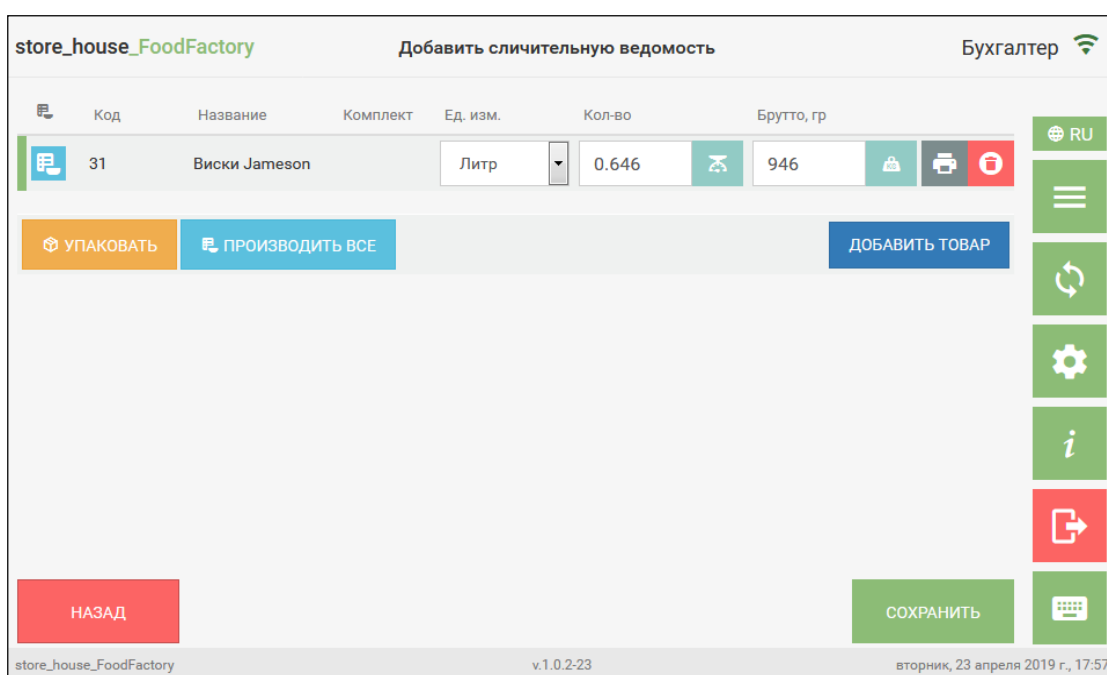 store_house_FoodFactory Добавить сличительную ведомость Бухгалтер
Код Название Комплект Ед. изм. Кол-во Брутто, гр
RU
31 Виски Jameson Литр 0.646 946
УПАКОВАТЬ ПРОИЗВОДИТЬ ВСЕ ДОБАВИТЬ ТОВАР
i
НАЗАД СОХРАНИТЬ
store_house_FoodFactory v.1.0.2-23 вторник, 23 апреля 2019 г., 17:57